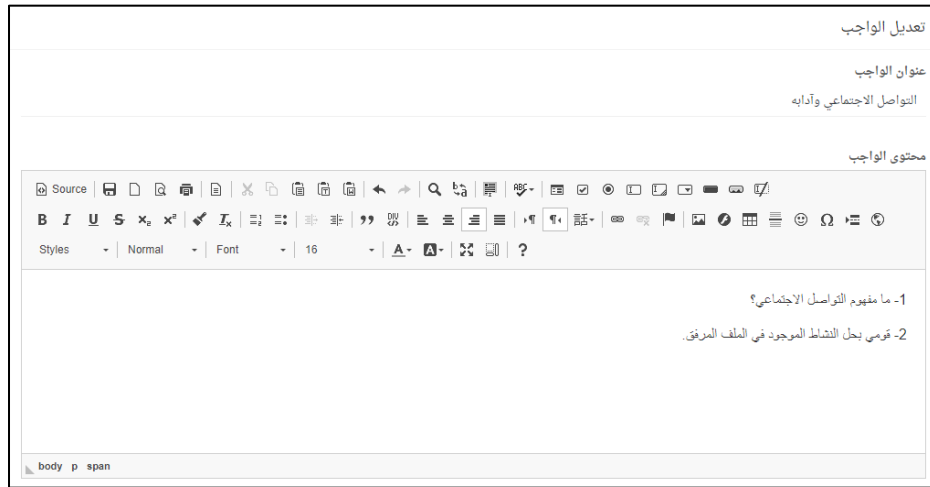 تعديل الواجب
عنوان الواجب
التواصل الاجتماعي وآدابه
محتوى الواجب
Source
Styles Normal Font 16
1- ما مفهوم التواصل الاجتماعي؟
2- قومي بحل النشاط الموجود في الملف المرفق.
body p span